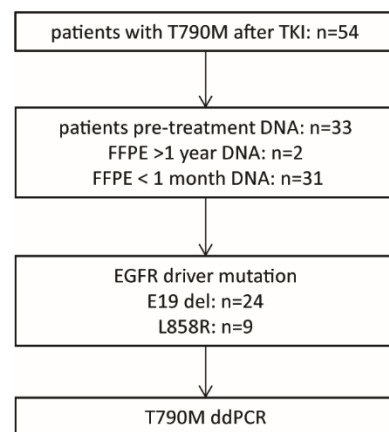 patients with T790M after TKI: n=54
patients pre-treatment DNA: n=33
FFPE >1 year DNA: n=2
FFPE < 1 month DNA: n=31
EGFR driver mutation
E19 del: n=24
L858R: n=9
T790M ddPCR